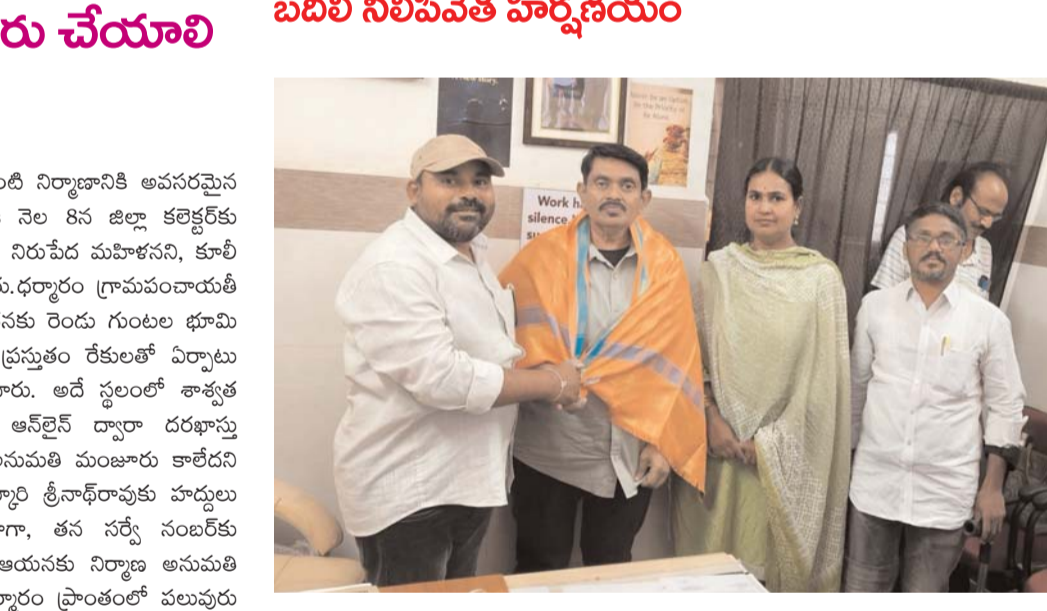 రు చేయాలి
బదిలీ నిలిపివేత హర్షణీయం
నిర్మాణానికి అవసరమైన
నెల 8న జిల్లా కలెక్టర్‌కు
నిరుపేద మహిళనని, కూలీ
రు.ధర్మారం గ్రామపంచాయతీ
నకు రెండు గుంటల భూమి
ప్రస్తుతం రేకులతో ఏర్పాటు
రు. అదే స్థలంలో శాశ్వత
ఆన్‌లైన్ ద్వారా దరఖాస్తు
నుమతి మంజూరు కాలేదని
శ్రీనాథ్‌రావుకు హద్దులు
గా, తన సర్వే నంబర్‌కు
ఆయనకు నిర్మాణ అనుమతి
ప్రాంతంలో పలువురు
Work
silence